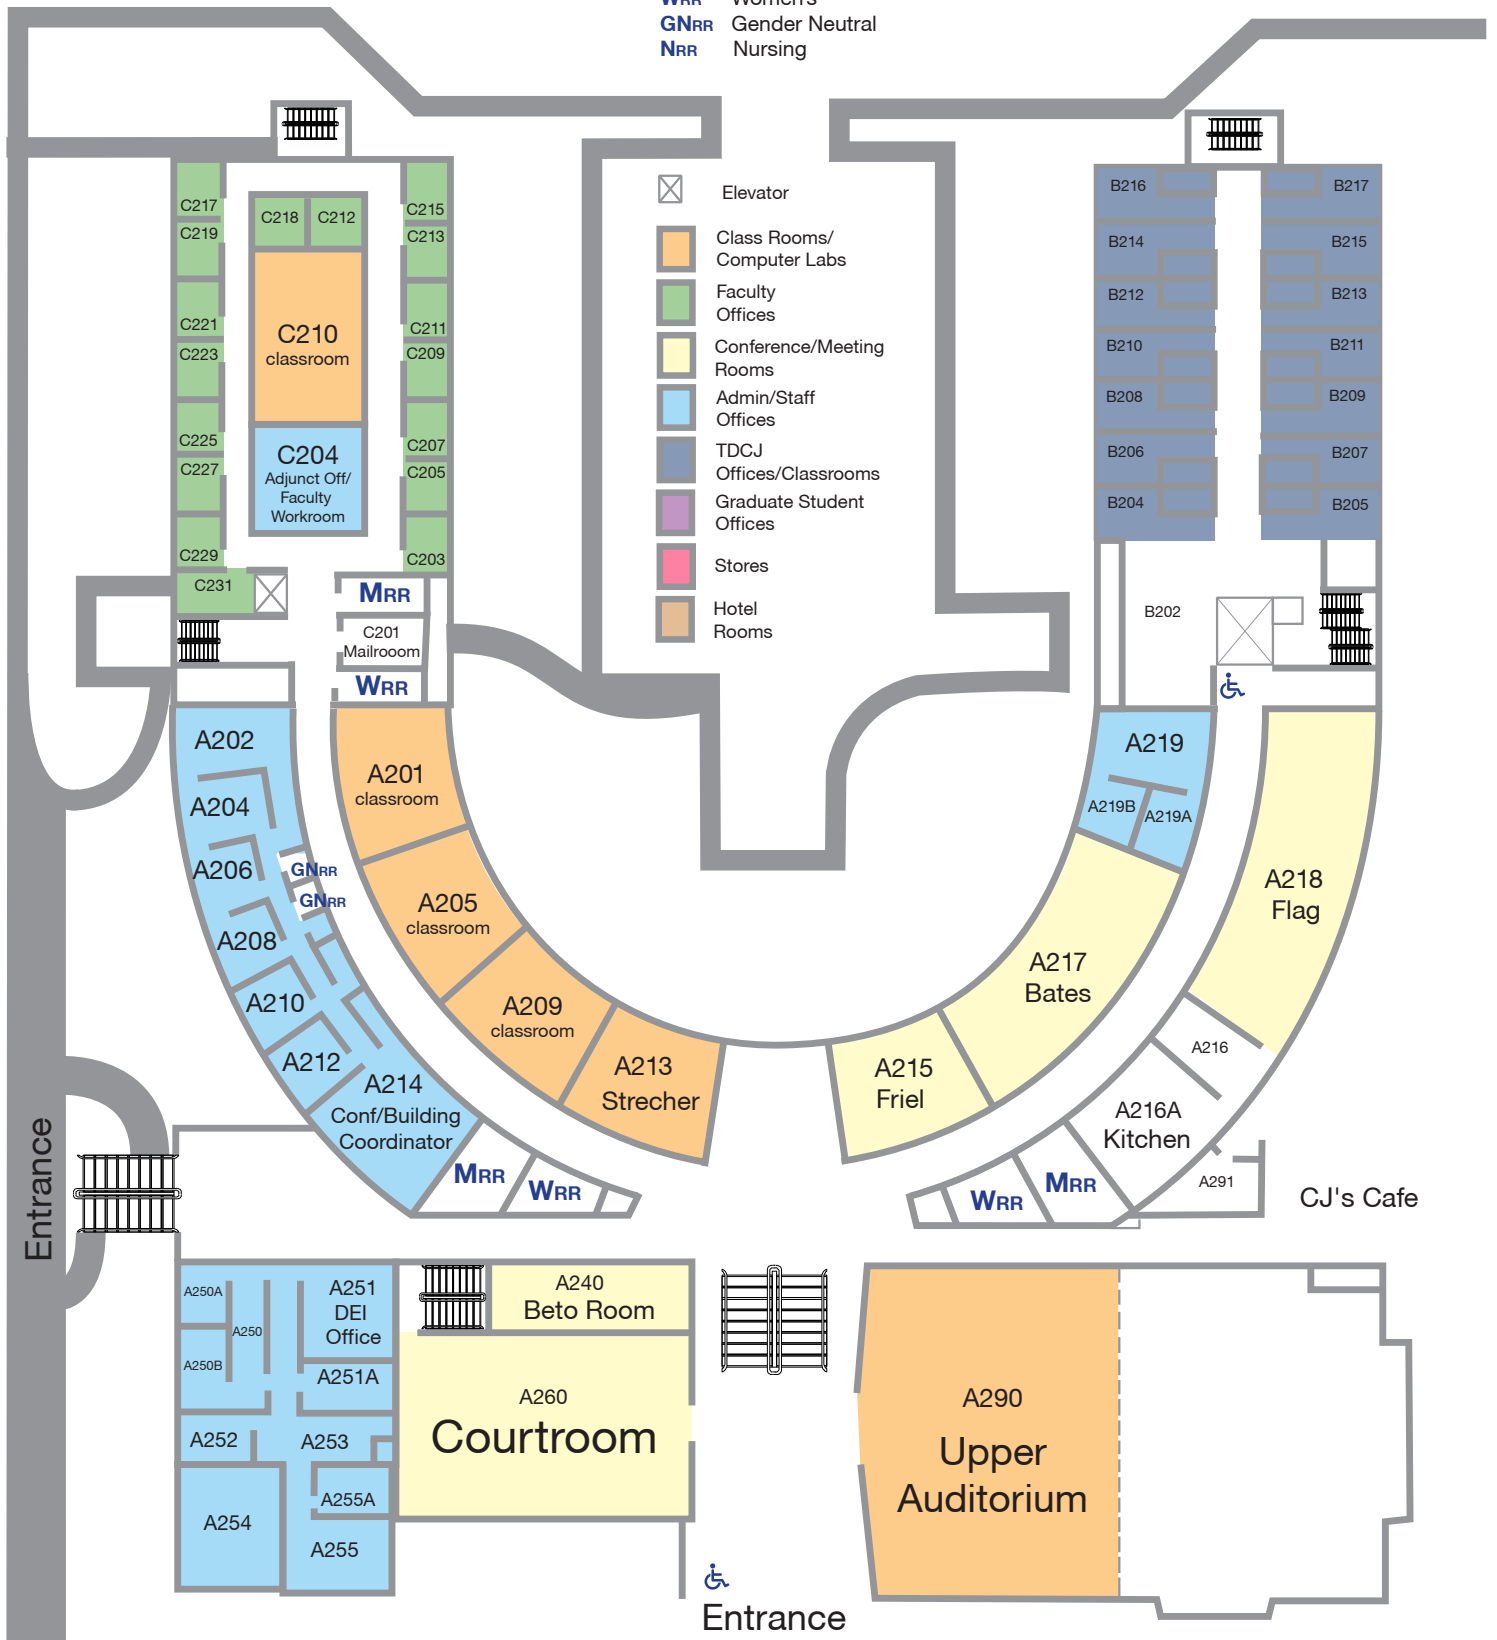 WRR Women's
GNRR Gender Neutral
NRR Nursing
Elevator
Class Rooms/
Computer Labs
Faculty
Offices
Conference/Meeting
Rooms
Admin/Staff
Offices
TDCJ
Offices/Classrooms
Graduate Student
Offices
Stores
Hotel
Rooms
C217
C219
C221
C223
C225
C227
C229
C231
C218
C212
C210
classroom
C204
Adjunct Off/
Faculty
Workroom
C215
C213
C211
C209
C207
C205
C203
MRR
C201
Mailrooom
WRR
B216
B214
B212
B210
B208
B206
B204
B217
B215
B213
B211
B209
B207
B205
B202
A202
A204
A206
GNRR
GNRR
A208
A210
A212
A214
Conf/Building
Coordinator
MRR
WRR
A201
classroom
A205
classroom
A209
classroom
A213
Strecher
A219
A219B
A219A
A218
Flag
A217
Bates
A215
Friel
A216
A216A
Kitchen
A291
MRR
WRR
CJ's Cafe
Entrance
A250A
A250
A250B
A251
DEI
Office
A251A
A252
A253
A254
A255A
A255
A240
Beto Room
A260
Courtroom
A290
Upper
Auditorium
Entrance